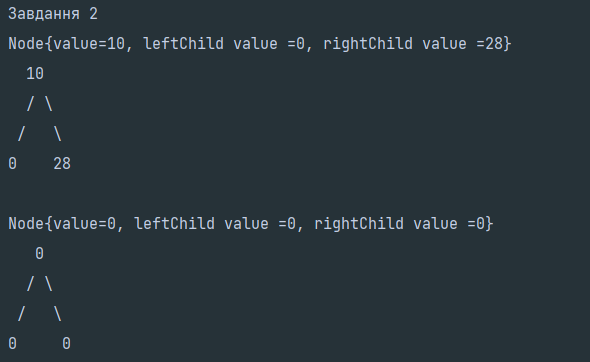 Завдання 2
Node{value=10, leftChild value =0, rightChild value =28}
  10
  / \
 /   \
0    28

Node{value=0, leftChild value =0, rightChild value =0}
   0
  / \
 /   \
0     0